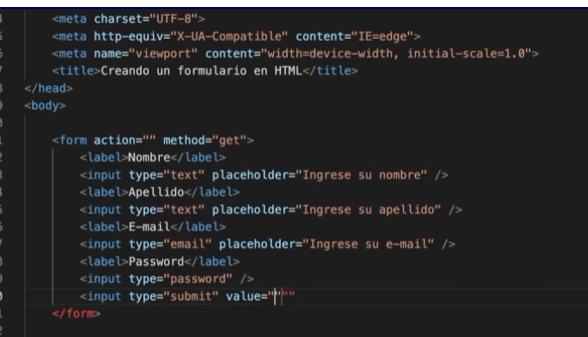 <meta charset="UTF-8">
<meta http-equiv="X-UA-Compatible" content="IE=edge">
<meta name="viewport" content="width=device-width, initial-scale=1.0">
<title>Creando un formulario en HTML</title>
</head>
<body>
<form action="" method="get">
<label>Nombre</label>
<input type="text" placeholder="Ingrese su nombre" />
<label>Apellido</label>
<input type="text" placeholder="Ingrese su apellido" />
<label>E-mail</label>
<input type="email" placeholder="Ingrese su e-mail" />
<label>Password</label>
<input type="password" />
<input type="submit" value=""""
</form>